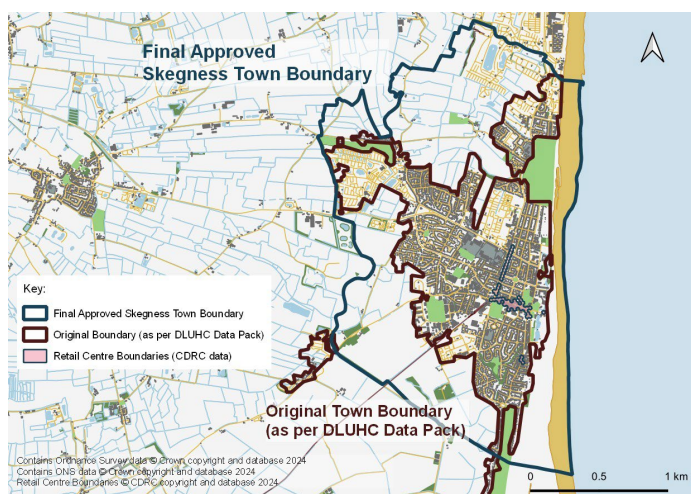 Final Approved
Skegness Town Boundary
Key:
Final Approved Skegness Town Boundary
Original Boundary (as per DLUHC Data Pack)
Retail Centre Boundaries (CDRC data)
Original Town Boundary
(as per DLUHC Data Pack)
Contains Ordnance Survey data © Crown copyright and database 2024
Contains ONS data © Crown copyright and database 2024
Retail Centre Boundaries © CDRC copyright and database 2024
0 0.5 1 km